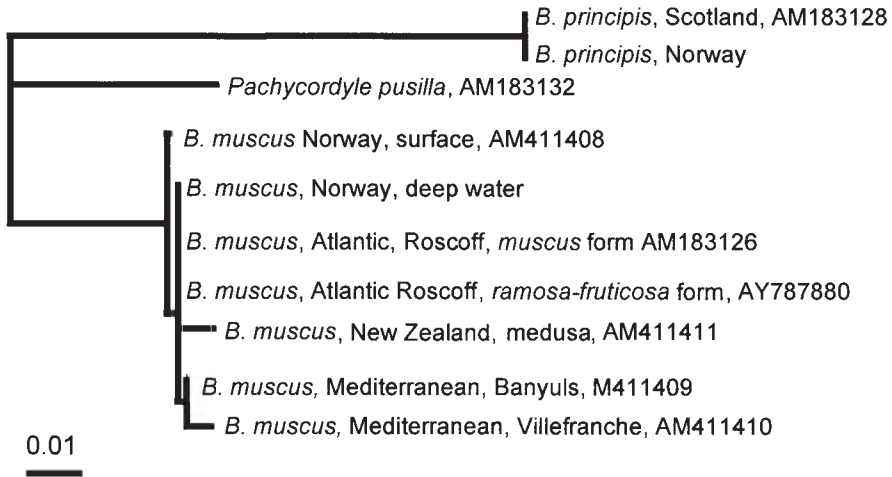 B. principis, Scotland, AM183128
B. principis, Norway
Pachycordyle pusilla, AM183132
B. muscus Norway, surface, AM411408
B. muscus, Norway, deep water
B. muscus, Atlantic, Roscoff, muscus form AM183126
B. muscus, Atlantic Roscoff, ramosa-fruticosa form, AY787880
B. muscus, New Zealand, medusa, AM411411
B. muscus, Mediterranean, Banyuls, M411409
B. muscus, Mediterranean, Villefranche, AM411410
0.01